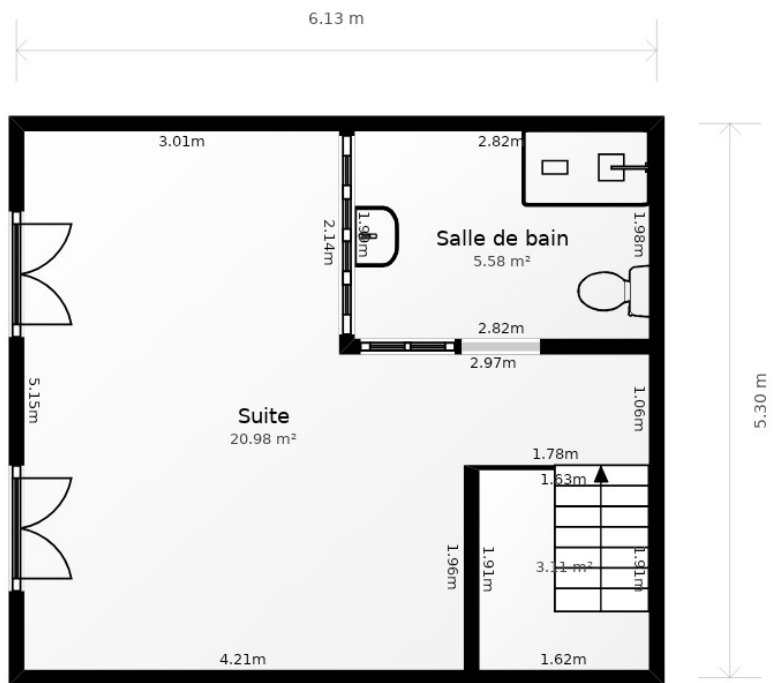 6.13 m
3.01m
2.82m
2.14m
1.98m
Salle de bain
5.58 m²
2.82m
2.97m
5.15m
Suite
20.98 m²
1.06m
5.30 m
1.78m
1.63m
1.96m
1.91m
3.11 m²
1.91m
4.21m
1.62m